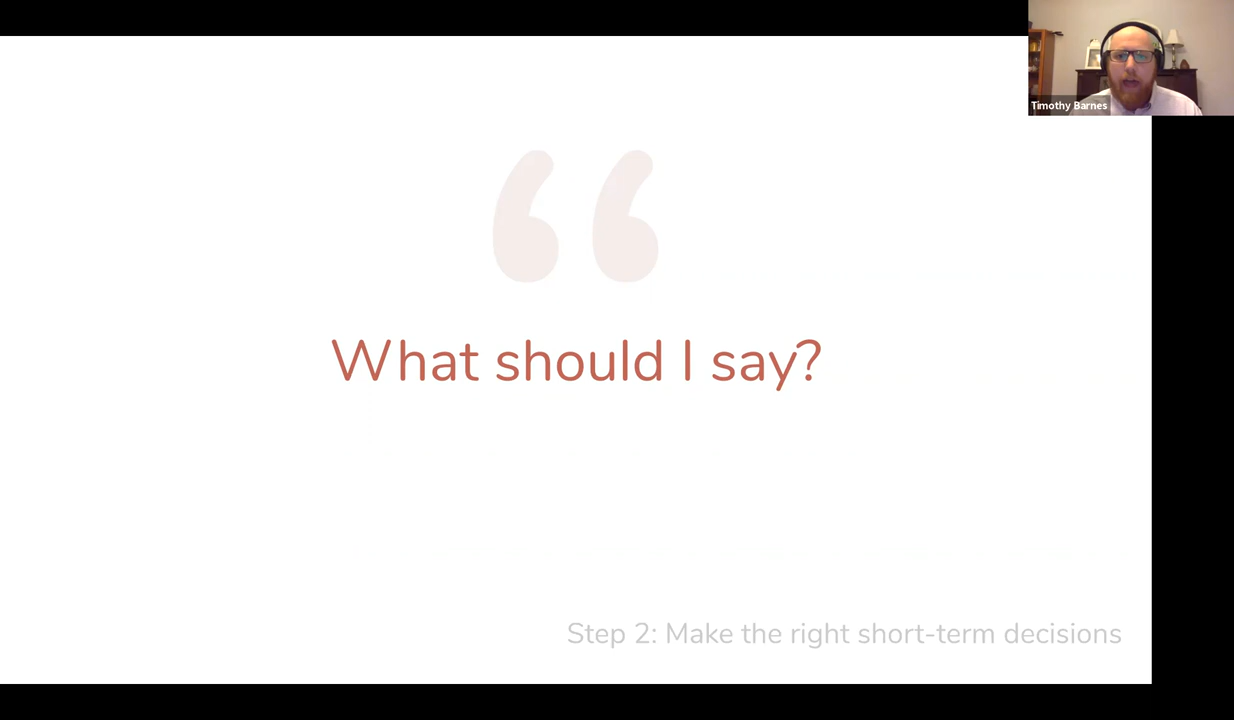 Timothy Barnes
“
What should I say?
Step 2: Make the right short-term decisions